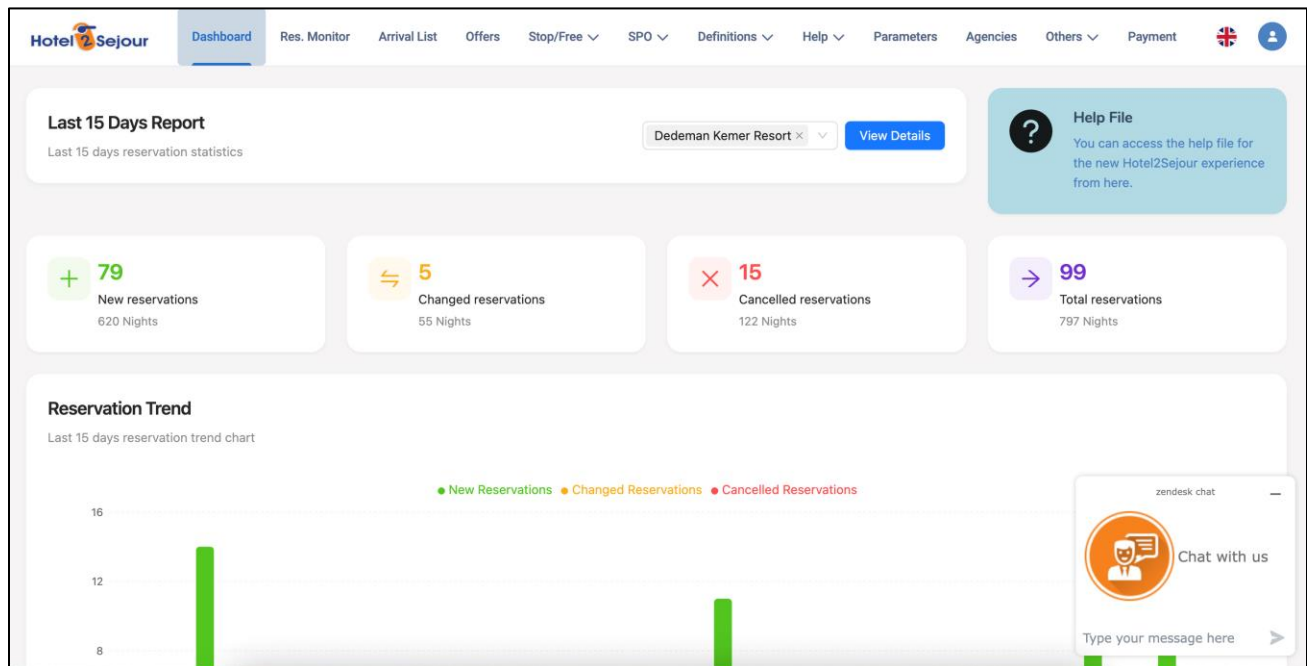 Hotel2Sejour
Dashboard Res. Monitor Arrival List Offers Stop/Free SPO Definitions Help Parameters Agencies Others Payment
Last 15 Days Report
Last 15 days reservation statistics
Dedeman Kemer Resort ×
View Details
?
Help File
You can access the help file for
the new Hotel2Sejour experience
from here.
79
New reservations
620 Nights
5
Changed reservations
55 Nights
15
Cancelled reservations
122 Nights
99
Total reservations
797 Nights
Reservation Trend
Last 15 days reservation trend chart
New Reservations Changed Reservations Cancelled Reservations
16
12
8
zendesk chat
Chat with us
Type your message here